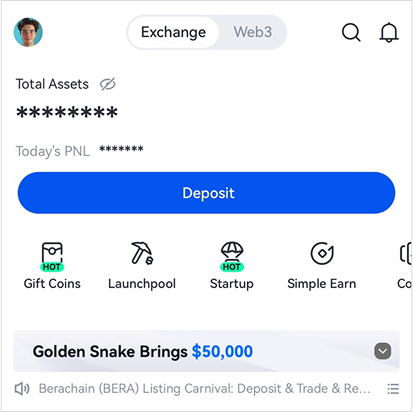 Exchange Web3
Total Assets
********
Today's PNL *******
Deposit
HOT HOT
Gift Coins Launchpool Startup Simple Earn Co
Golden Snake Brings $50,000
Berachain (BERA) Listing Carnival: Deposit & Trade & Re...